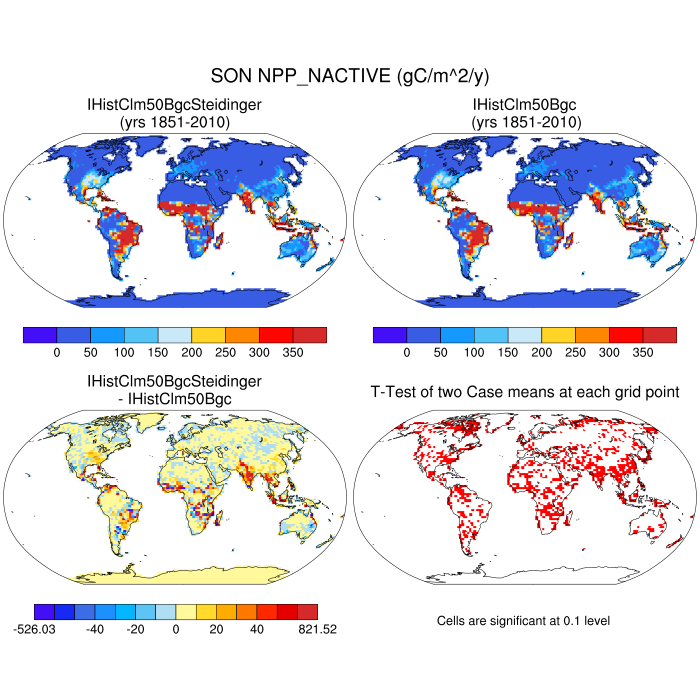 SON NPP_NACTIVE (gC/m^2/y)
IHistClm50BgcSteidinger
(yrs 1851-2010)
IHistClm50Bgc
(yrs 1851-2010)
0 50 100 150 200 250 300 350
0 50 100 150 200 250 300 350
IHistClm50BgcSteidinger
- IHistClm50Bgc
T-Test of two Case means at each grid point
-526.03 -40 -20 0 20 40 821.52
Cells are significant at 0.1 level